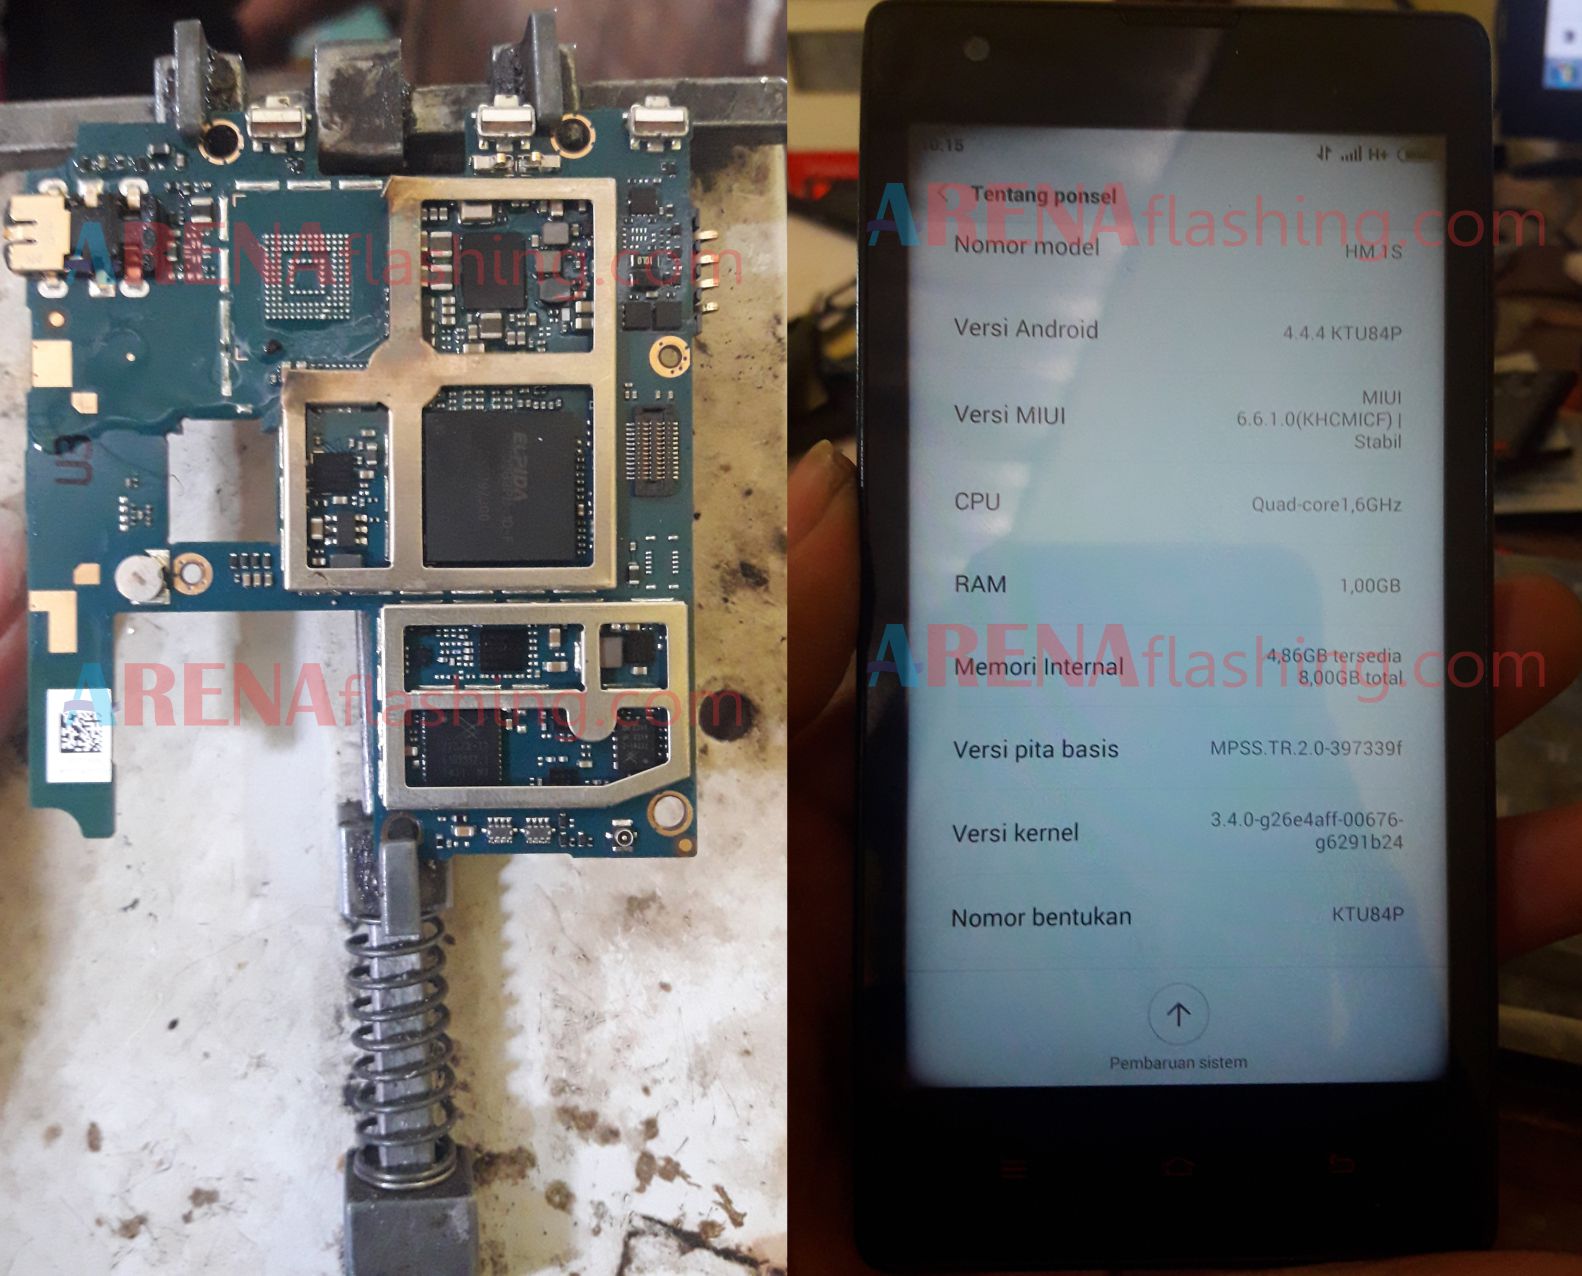 ARENAflashing.com
ARENAflashing.com
ELPIDA
10:15
H+
Tentang ponsel
ARENAflashing.com
Nomor model
HM 1S
Versi Android
4.4.4 KTU84P
Versi MIUI
MIUI
6.6.1.0(KHCMICF) |
Stabil
CPU
Quad-core1,6GHz
RAM
1,00GB
ARENAflashing.com
Memori Internal
4,86GB tersedia
8,00GB total
Versi pita basis
MPSS.TR.2.0-397339f
Versi kernel
3.4.0-g26e4aff-00676-
g6291b24
Nomor bentukan
KTU84P
Pembaruan sistem